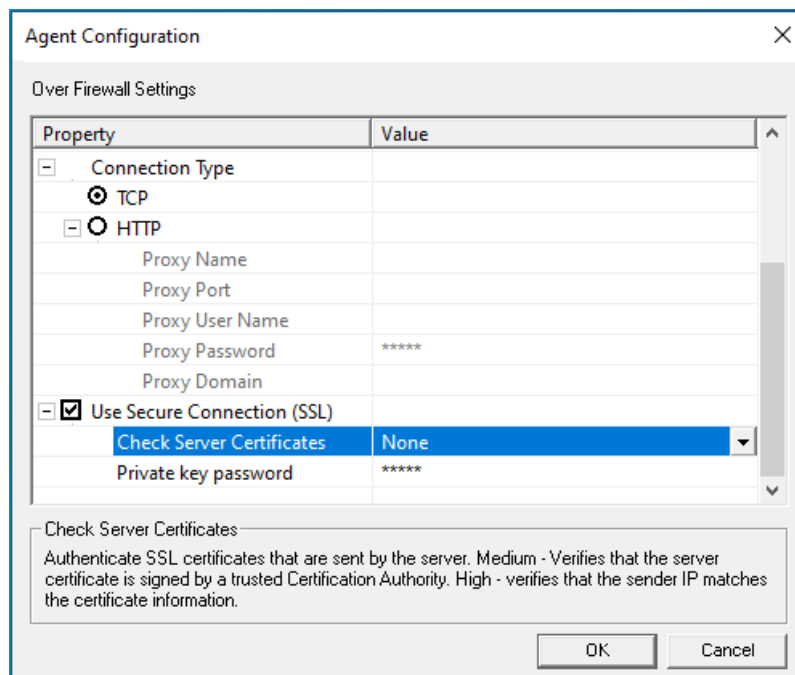 Agent Configuration
Over Firewall Settings
Property Value
Connection Type
TCP
HTTP
Proxy Name
Proxy Port
Proxy User Name
Proxy Password *****
Proxy Domain
Use Secure Connection (SSL)
Check Server Certificates None
Private key password *****
Check Server Certificates
Authenticate SSL certificates that are sent by the server. Medium - Verifies that the server
certificate is signed by a trusted Certification Authority. High - verifies that the sender IP matches
the certificate information.
OK Cancel